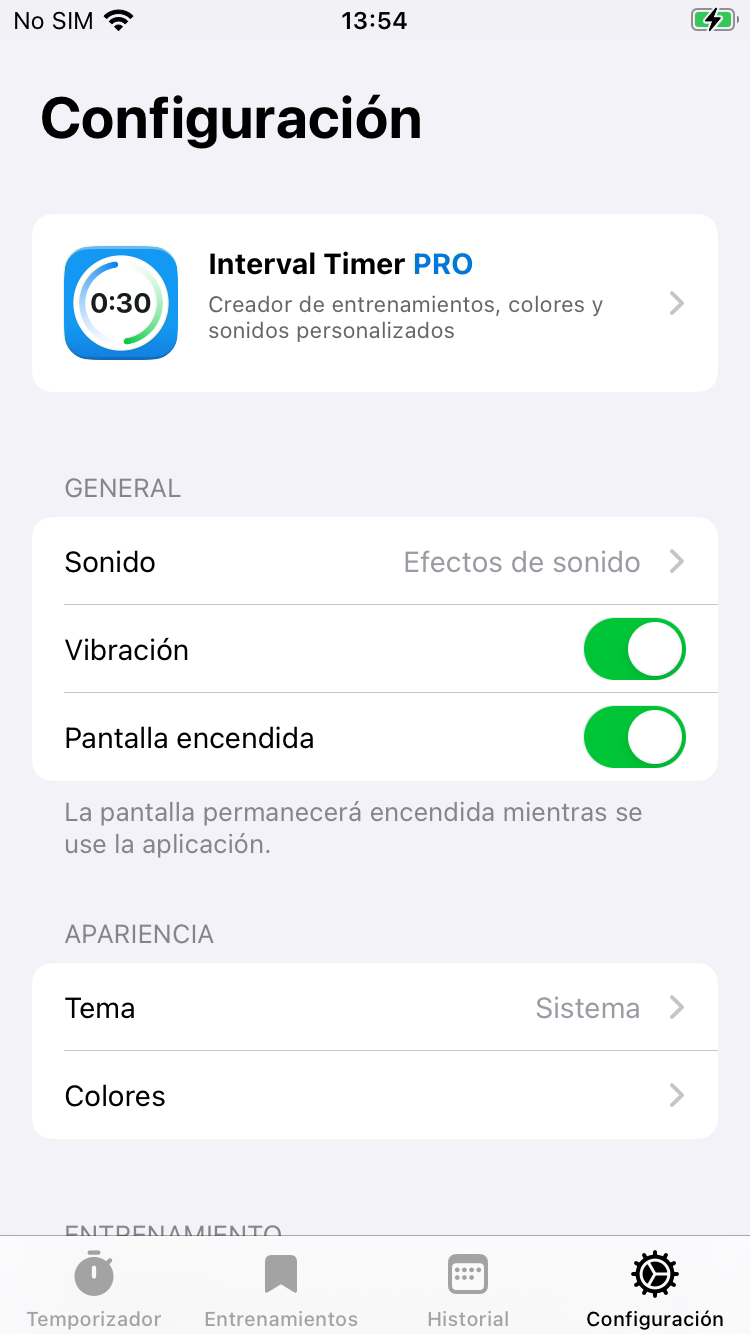 No SIM 13:54
Configuración
0:30
Interval Timer PRO
Creador de entrenamientos, colores y
sonidos personalizados
GENERAL
Sonido Efectos de sonido
Vibración
Pantalla encendida
La pantalla permanecerá encendida mientras se
use la aplicación.
APARIENCIA
Tema Sistema
Colores
ENTRENAMIENTO
Temporizador Entrenamientos Historial Configuración